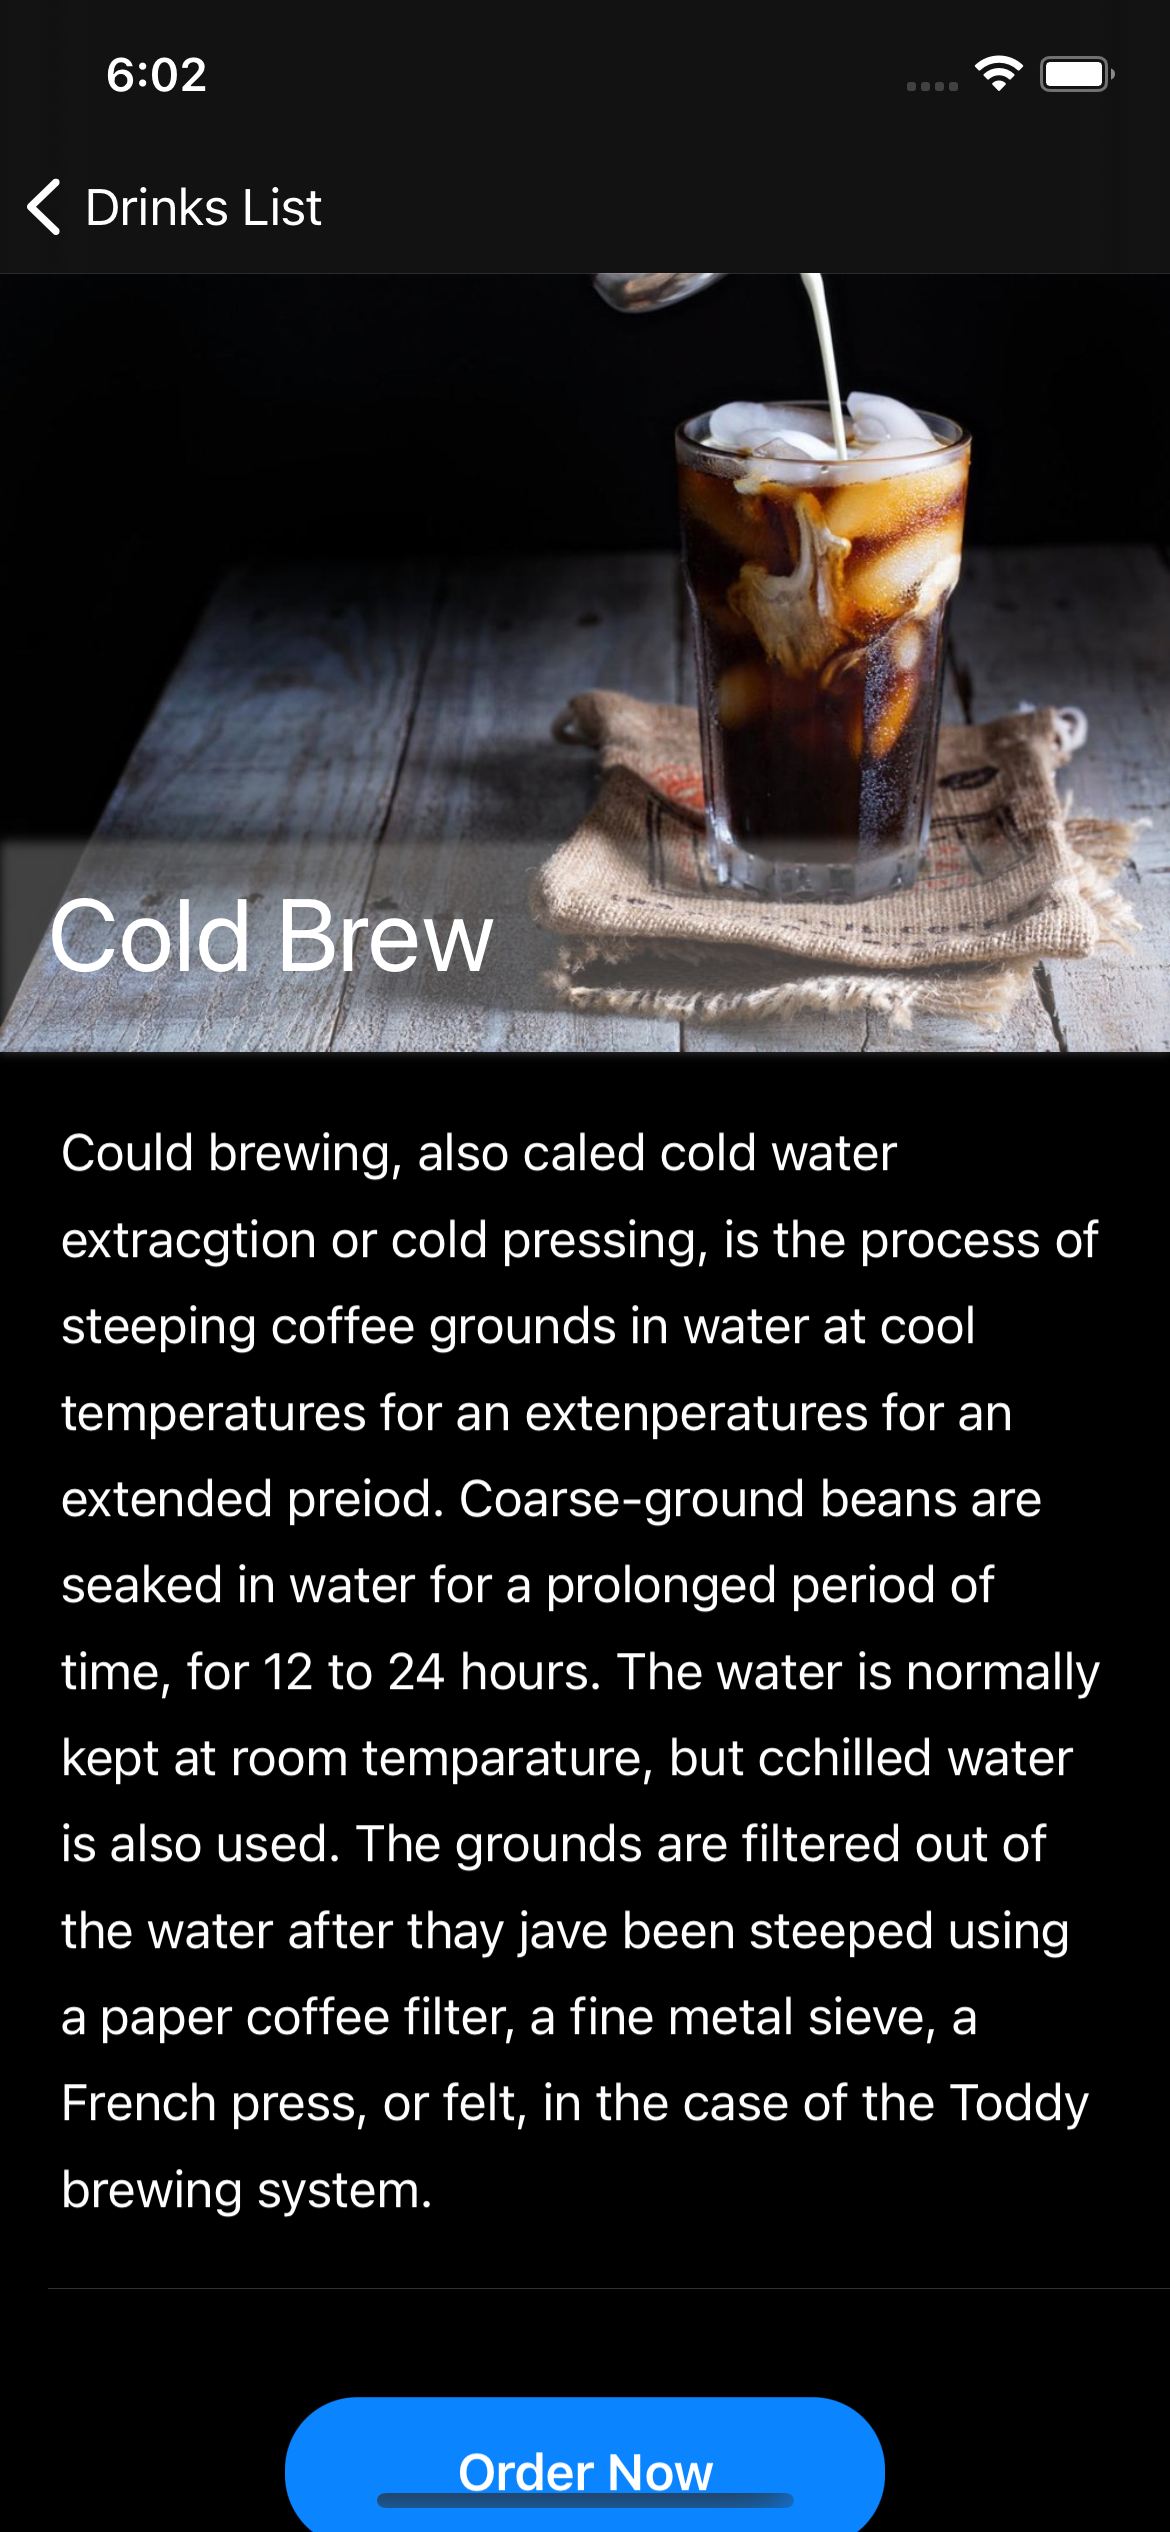 6:02
Drinks List
Cold Brew
Could brewing, also caled cold water
extracgtion or cold pressing, is the process of
steeping coffee grounds in water at cool
temperatures for an extenperatures for an
extended preiod. Coarse-ground beans are
seaked in water for a prolonged period of
time, for 12 to 24 hours. The water is normally
kept at room temparature, but cchilled water
is also used. The grounds are filtered out of
the water after thay jave been steeped using
a paper coffee filter, a fine metal sieve, a
French press, or felt, in the case of the Toddy
brewing system.
Order Now